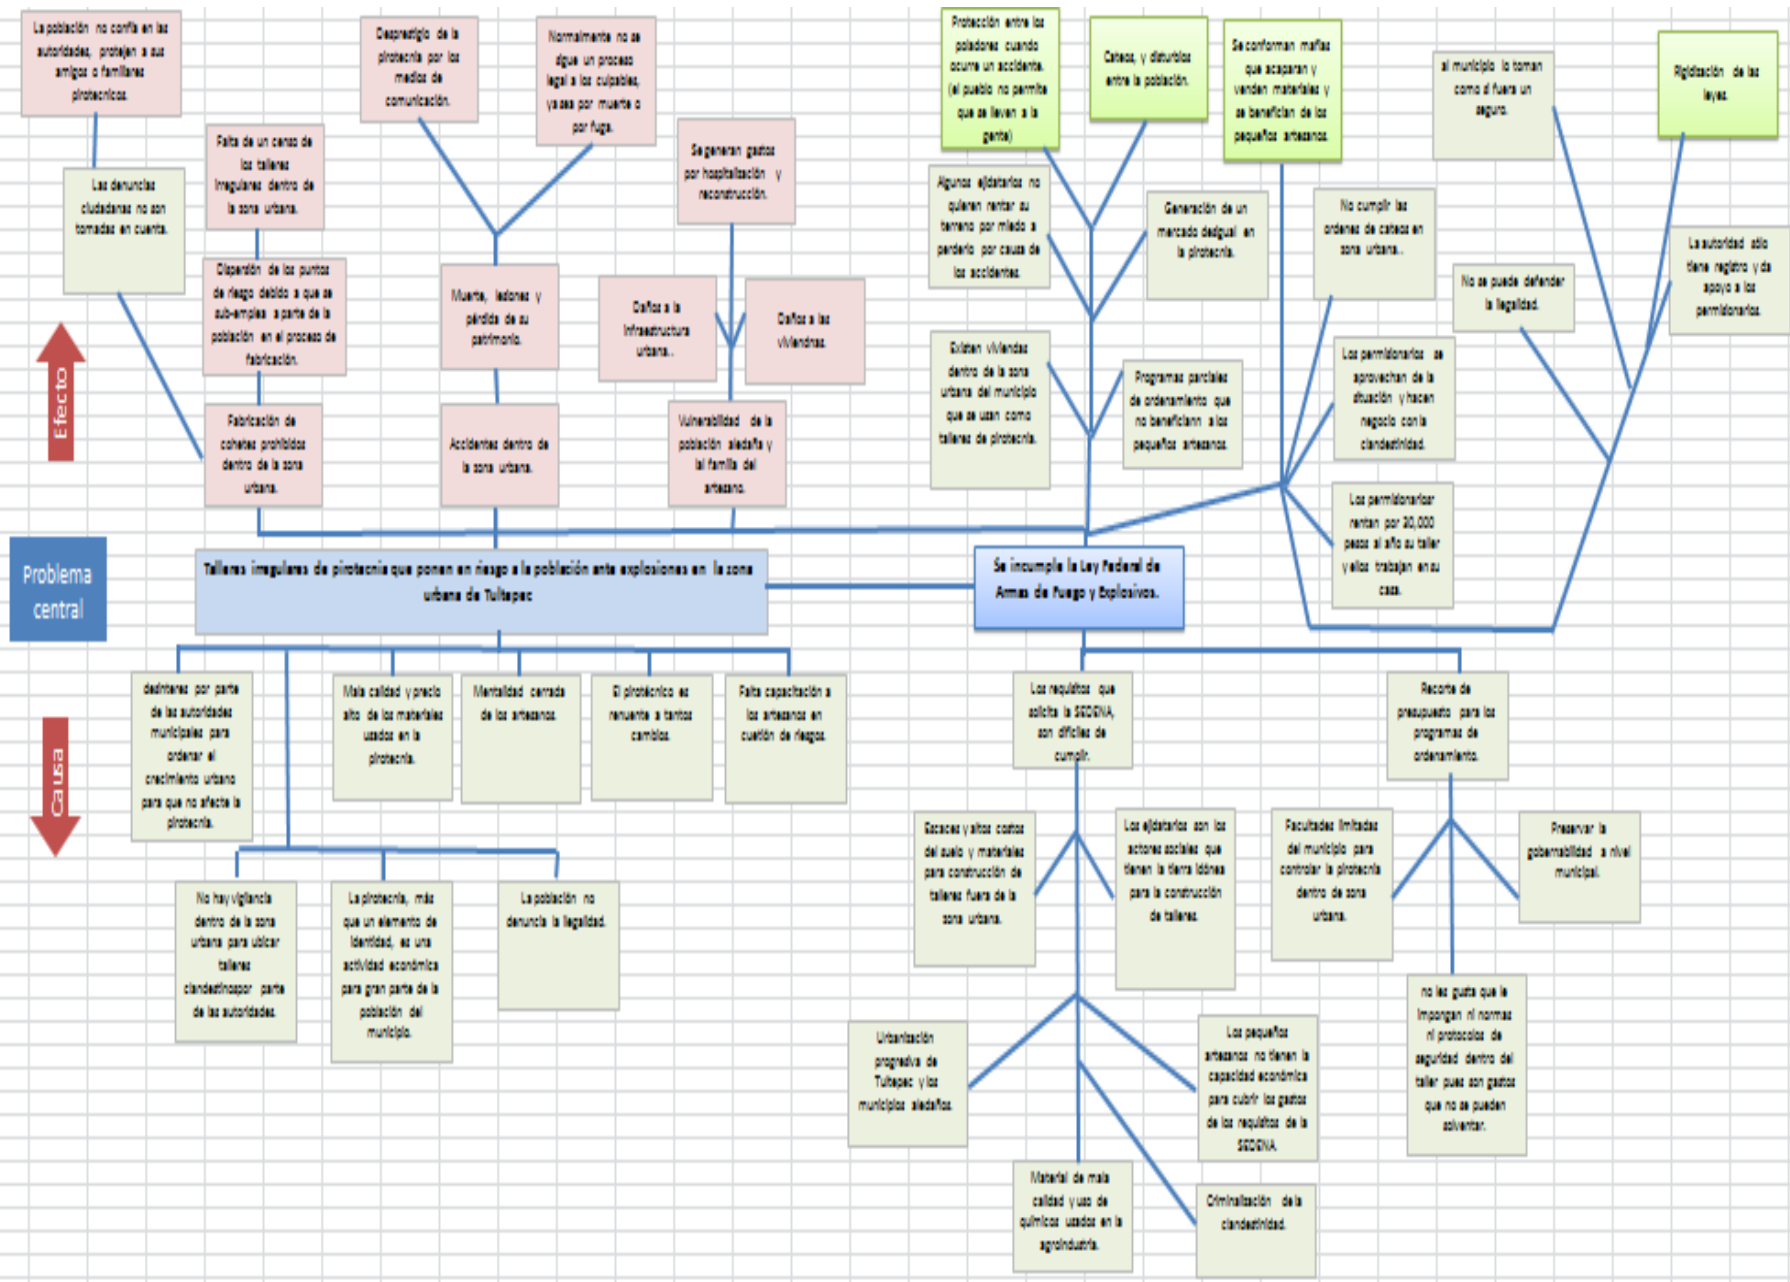 La población no confía en las
autoridades, protejen a sus
amigos o familiares
pirotecnicos.
Desprestigio de la
pirotecnia por los
medios de
comunicación.
Normalmente no se
sigue un proceso
legal a los culpables,
ya sea por muerte o
por fuga.
Protección entre los
poladores cuando
ocurre un accidente.
(el pueblo no permite
que se lleven a la
gente)
Cateos, y disturbios
entre la población.
Se conforman mafias
que acaparan y
venden materiales y
se benefician de los
pequeños artesanos.
al municipio lo toman
como si fuera un
seguro.
Rigidización de las
leyes.
Las denuncias
ciudadanas no son
tomadas en cuenta.
Falta de un censo de
los talleres
irregulares dentro de
la zona urbana.
Se generan gastos
por hospitalización y
reconstrucción.
Algunos ejidatarios no
quieren rentar su
terreno por miedo a
perderlo por causa de
los accidentes.
Generación de un
mercado desigual en
la pirotecnia.
No cumplir las
ordenes de cateos en
zona urbana..
No se puede defender
la ilegalidad.
La autoridad sólo
tiene registro y da
apoyo a los
permisionarios.
Dispersión de los puntos
de riesgo debido a que se
sub-emplea a parte de la
población en el proceso de
fabricación.
Muerte, lesiones y
pérdida de su
patrimonio.
Daños a la
infraestructura
urbana..
Daños a las
viviendnas.
Existen viviendas
dentro de la zona
urbana del municipio
que se usan como
talleres de pirotecnia.
Programas parciales
de ordenamiento que
no beneficiann a los
pequeños artesanos.
Los permisionarios se
aprovechan de la
situación y hacen
negocio con la
clandestinidad.
Efecto
Fabricación de
cohetes prohibidos
dentro de la zona
urbana.
Accidentes dentro de
la zona urbana.
Vulnerabilidad de la
población aledaña y
lal familia del
artesano.
Los permisionarior
rentan por 20,000
pesos al año su taller
y ellos trabajan en su
casa.
Problema
central
Talleres irregulares de pirotecnia que ponen en riesgo a la población ante explosiones en la zona
urbana de Tultepec
Se incumple la Ley Federal de
Armas de Fuego y Explosivos.
Causa
desinteres por parte
de las autoridades
municipales para
ordenar el
crecimiento urbano
para que no afecte la
pirotecnia.
Mala calidad y precio
alto de los materiales
usados en la
pirotecnia.
Mentalidad cerrada
de los artesanos.
El pirotécnico es
renuente a tantos
cambios.
Falta capacitación a
los artesanos en
cuetión de riesgos.
Los requisitos que
solicita la SEDENA,
son difíciles de
cumplir.
Recorte de
presupuesto para los
programas de
ordenamiento.
No hay vigilancia
dentro de la zona
urbana para ubicar
talleres
clandestinospor parte
de las autoridades.
La pirotecnia, más
que un elemento de
identidad, es una
actividad económica
para gran parte de la
población del
municipio.
La población no
denuncia la ilegalidad.
Escaces y altos costos
del suelo y materiales
para construcción de
talleres fuera de la
zona urbana.
Los ejidatarios son los
actores sociales que
tienen la tierra idónea
para la construcción
de talleres.
Facultades limitadas
del municipio para
controlar la pirotecnia
dentro de zona
urbana.
Preservar la
gobernabilidad a nivel
municipal.
no les gusta que le
impongan ni normas
ni protocolos de
seguridad dentro del
taller pues son gastos
que no se pueden
solventar.
Urbanización
progresiva de
Tultepec y los
municipios aledaños.
Los pequeños
artesanos no tienen la
capacidad económica
para cubrir los gastos
de los requisitos de la
SEDENA.
Material de mala
calidad y uso de
químicos usados en la
agroindustria.
Criminalización de la
clandestinidad.